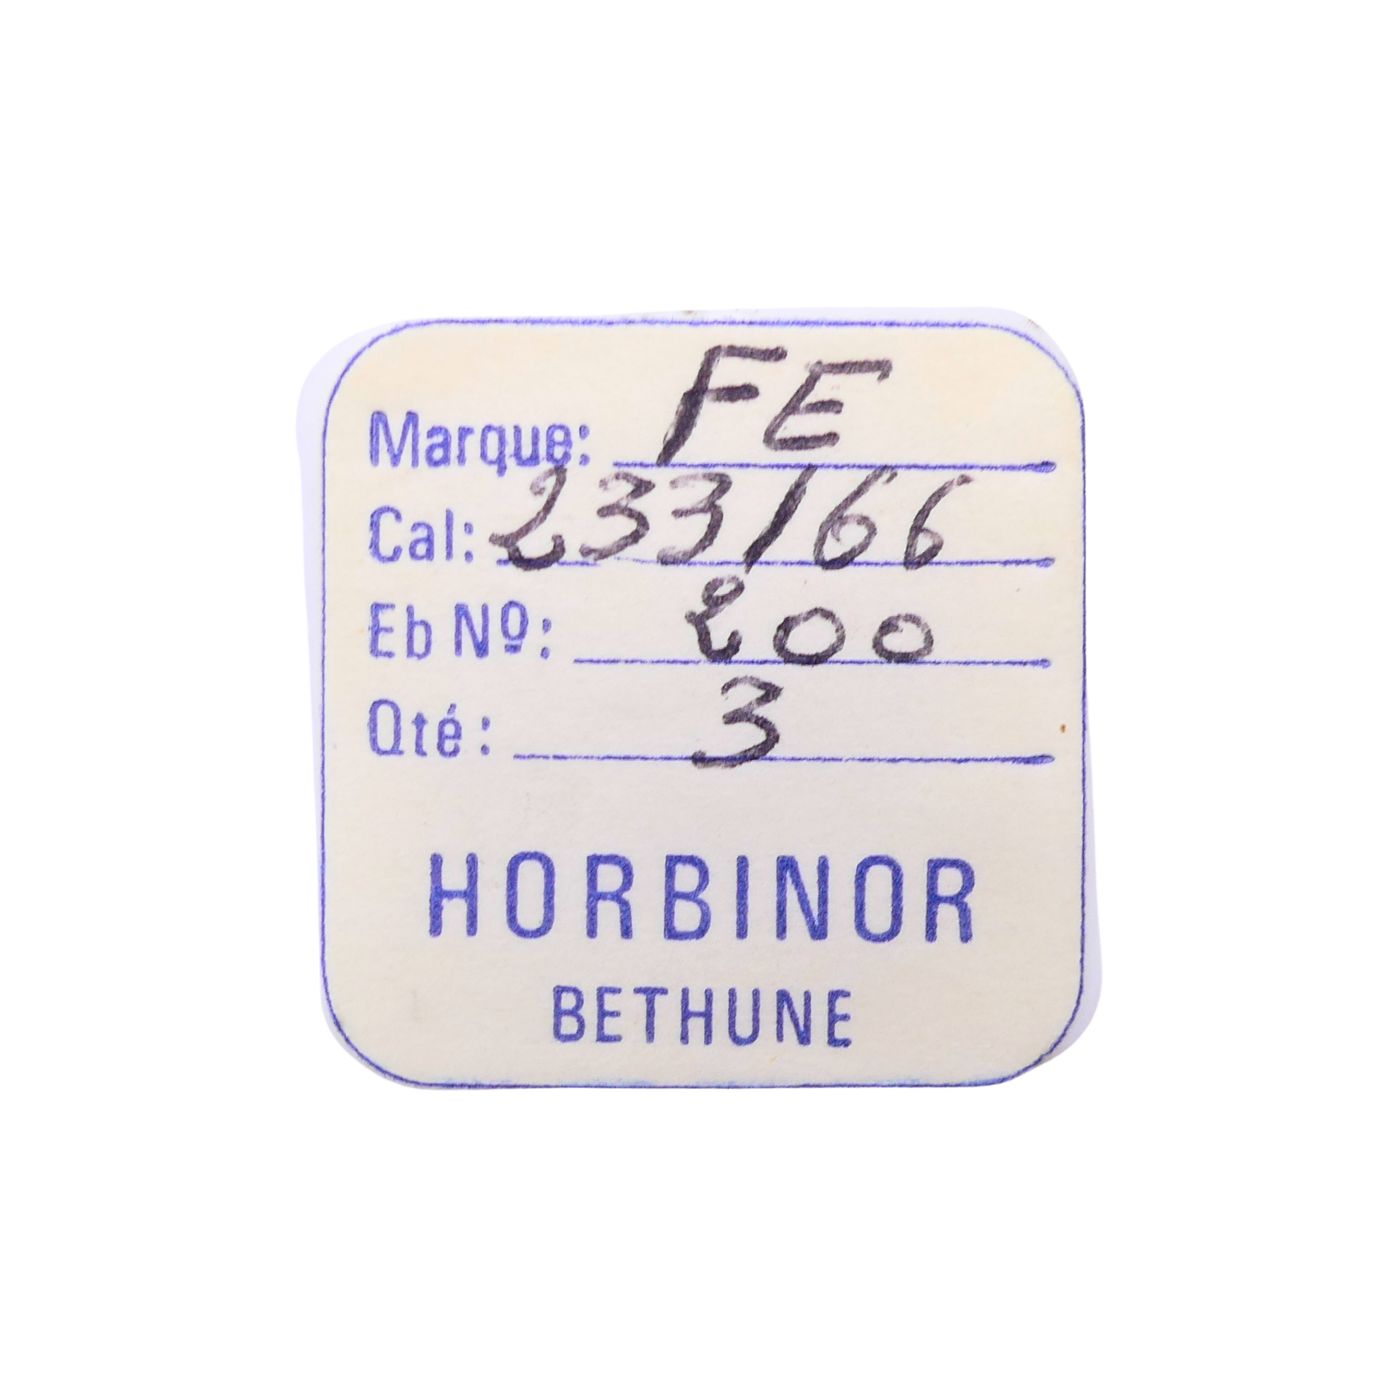 Marque: FE
Cal: 233/66
Eb Nº: 200
Qté: 3
HORBINOR
BETHUNE